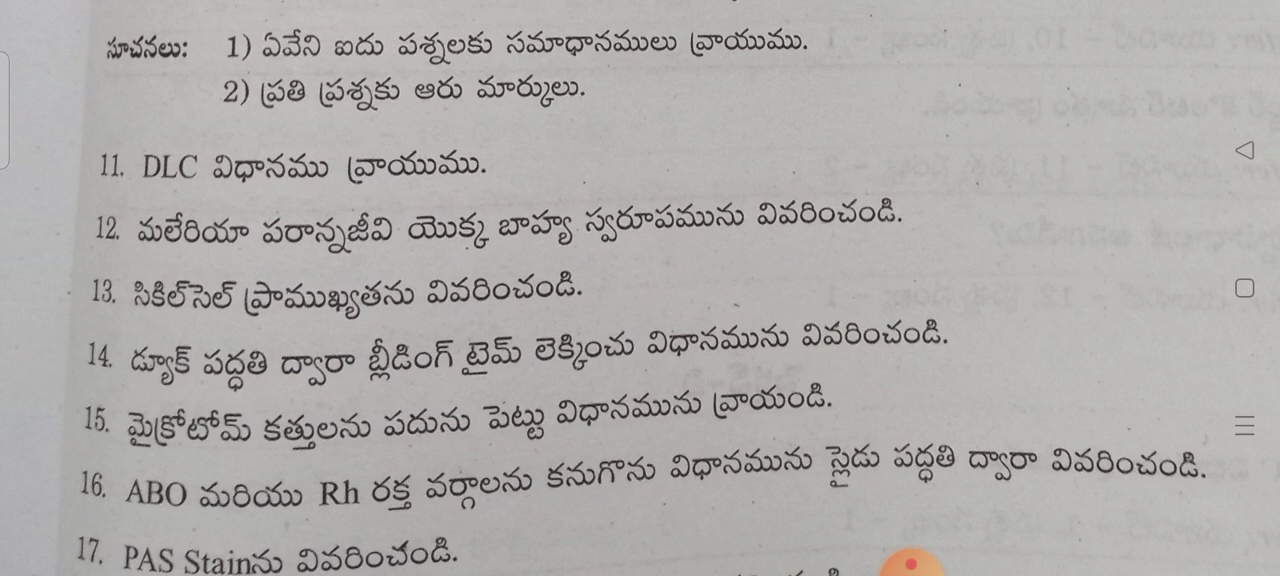 సూచనలు: 1) ఏవేని ఐదు పశ్నలకు సమాధానములు వ్రాయుము.
2) ప్రతి ప్రశ్నకు ఆరు మార్కులు.
11. DLC విధానము వ్రాయుము.
12. మలేరియా పరాన్నజీవి యొక్క బాహ్య స్వరూపమును వివరించండి.
13. సికిల్‌సెల్ ప్రాముఖ్యతను వివరించండి.
14. డ్యూక్ పద్ధతి ద్వారా బ్లీడింగ్ టైమ్ లెక్కించు విధానమును వివరించండి.
15. మైక్రోటోమ్ కత్తులను పదును పెట్టు విధానమును వ్రాయండి.
16. ABO మరియు Rh రక్త వర్గాలను కనుగొను విధానమును స్లైడు పద్ధతి ద్వారా వివరించండి.
17. PAS Stainను వివరించండి.